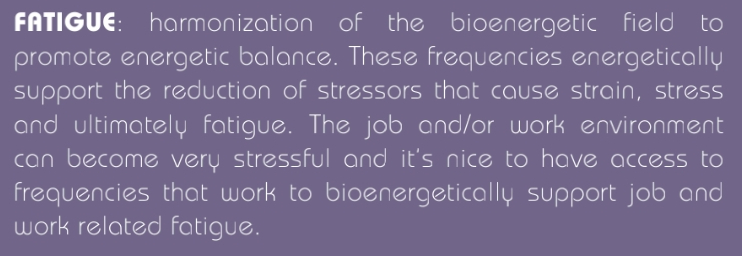 FATIGUE: harmonization of the bioenergetic field to
promote energetic balance. These frequencies energetically
support the reduction of stressors that cause strain, stress
and ultimately fatigue. The job and/or work environment
can become very stressful and it's nice to have access to
frequencies that work to bioenergetically support job and
work related fatigue.